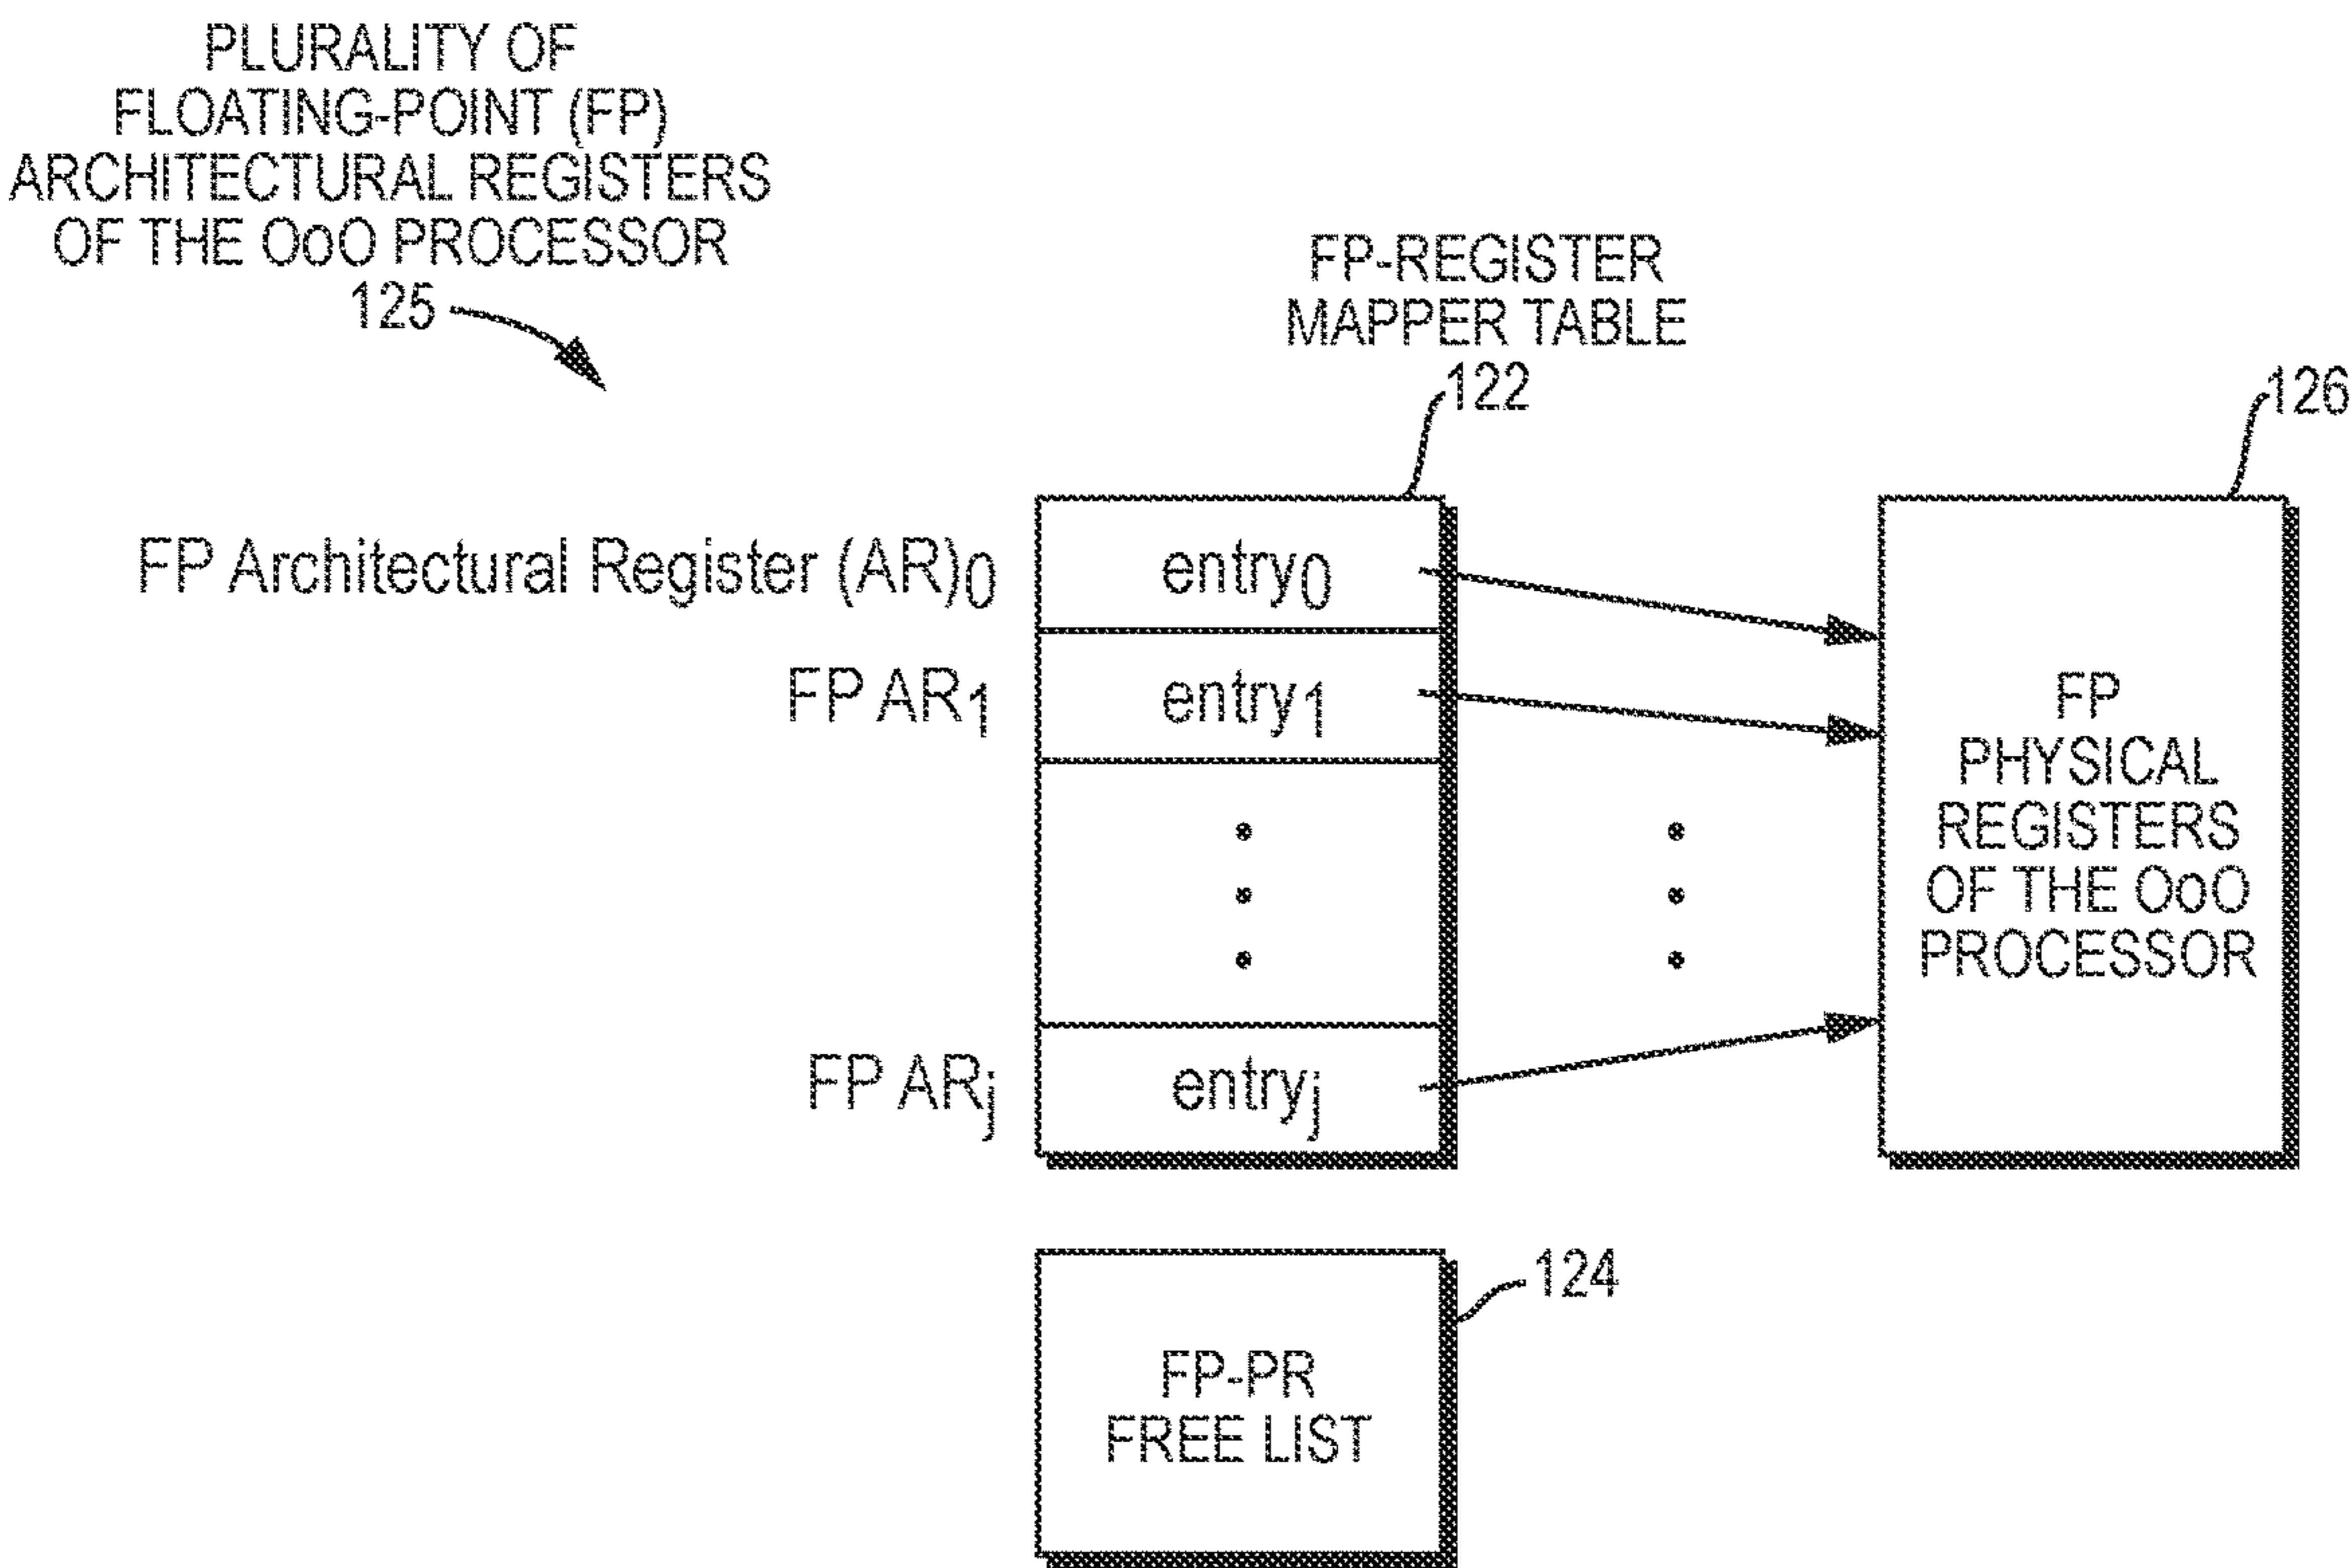 PLURALITY OF
FLOATING-POINT (FP)
ARCHITECTURAL REGISTERS
OF THE OoO PROCESSOR
125
FP-REGISTER
MAPPER TABLE
122
126
FP Architectural Register (AR)0
entry0
FP AR1
entry1
FP ARj
entryj
FP
PHYSICAL
REGISTERS
OF THE OoO
PROCESSOR
124
FP-PR
FREE LIST